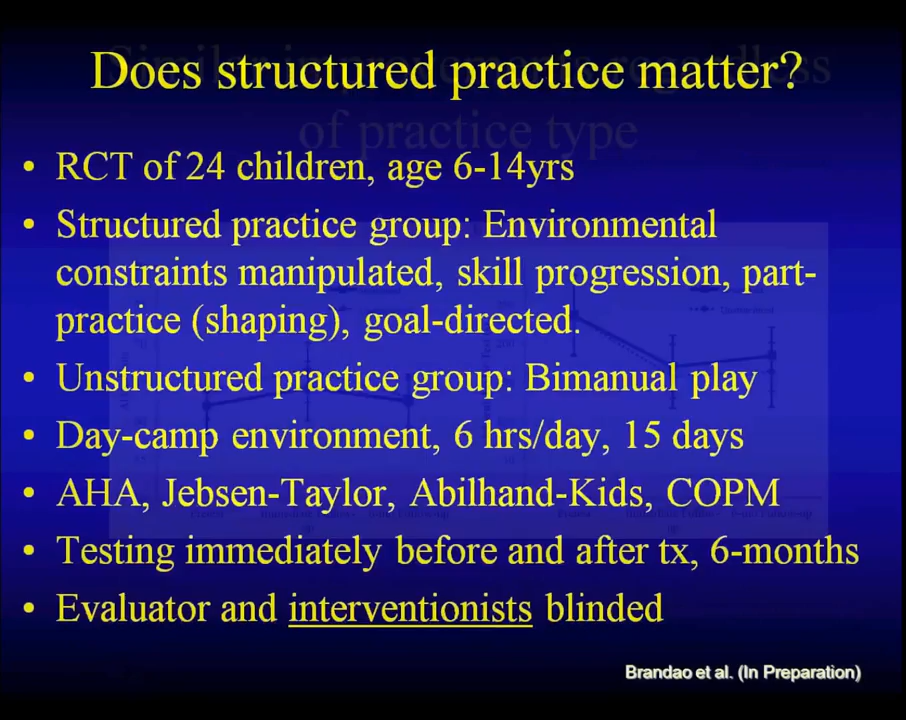 Does structured practice matter?
• RCT of 24 children, age 6-14yrs
• Structured practice group: Environmental
constraints manipulated, skill progression, part-
practice (shaping), goal-directed.
• Unstructured practice group: Bimanual play
• Day-camp environment, 6 hrs/day, 15 days
• AHA, Jebsen-Taylor, Abilhand-Kids, COPM
• Testing immediately before and after tx, 6-months
• Evaluator and interventionists blinded
Brandao et al. (In Preparation)
of practice type